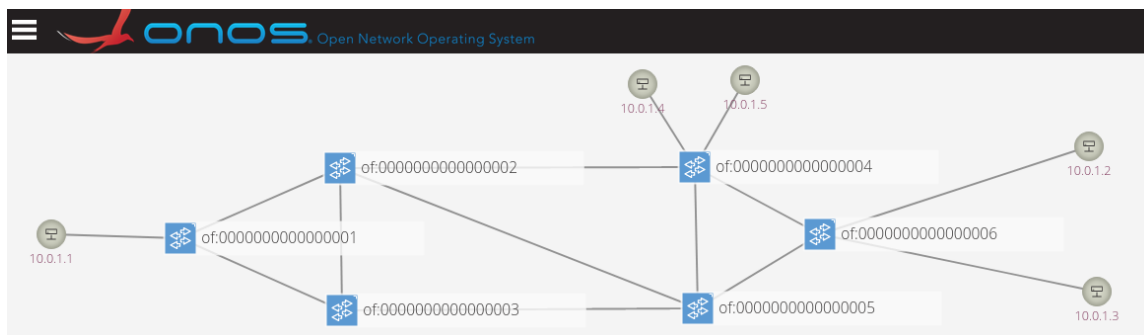 onos. Open Network Operating System
10.0.1.4
10.0.1.5
of:0000000000000002
of:0000000000000004
10.0.1.2
of:0000000000000001
of:0000000000000006
10.0.1.1
of:0000000000000003
of:0000000000000005
10.0.1.3